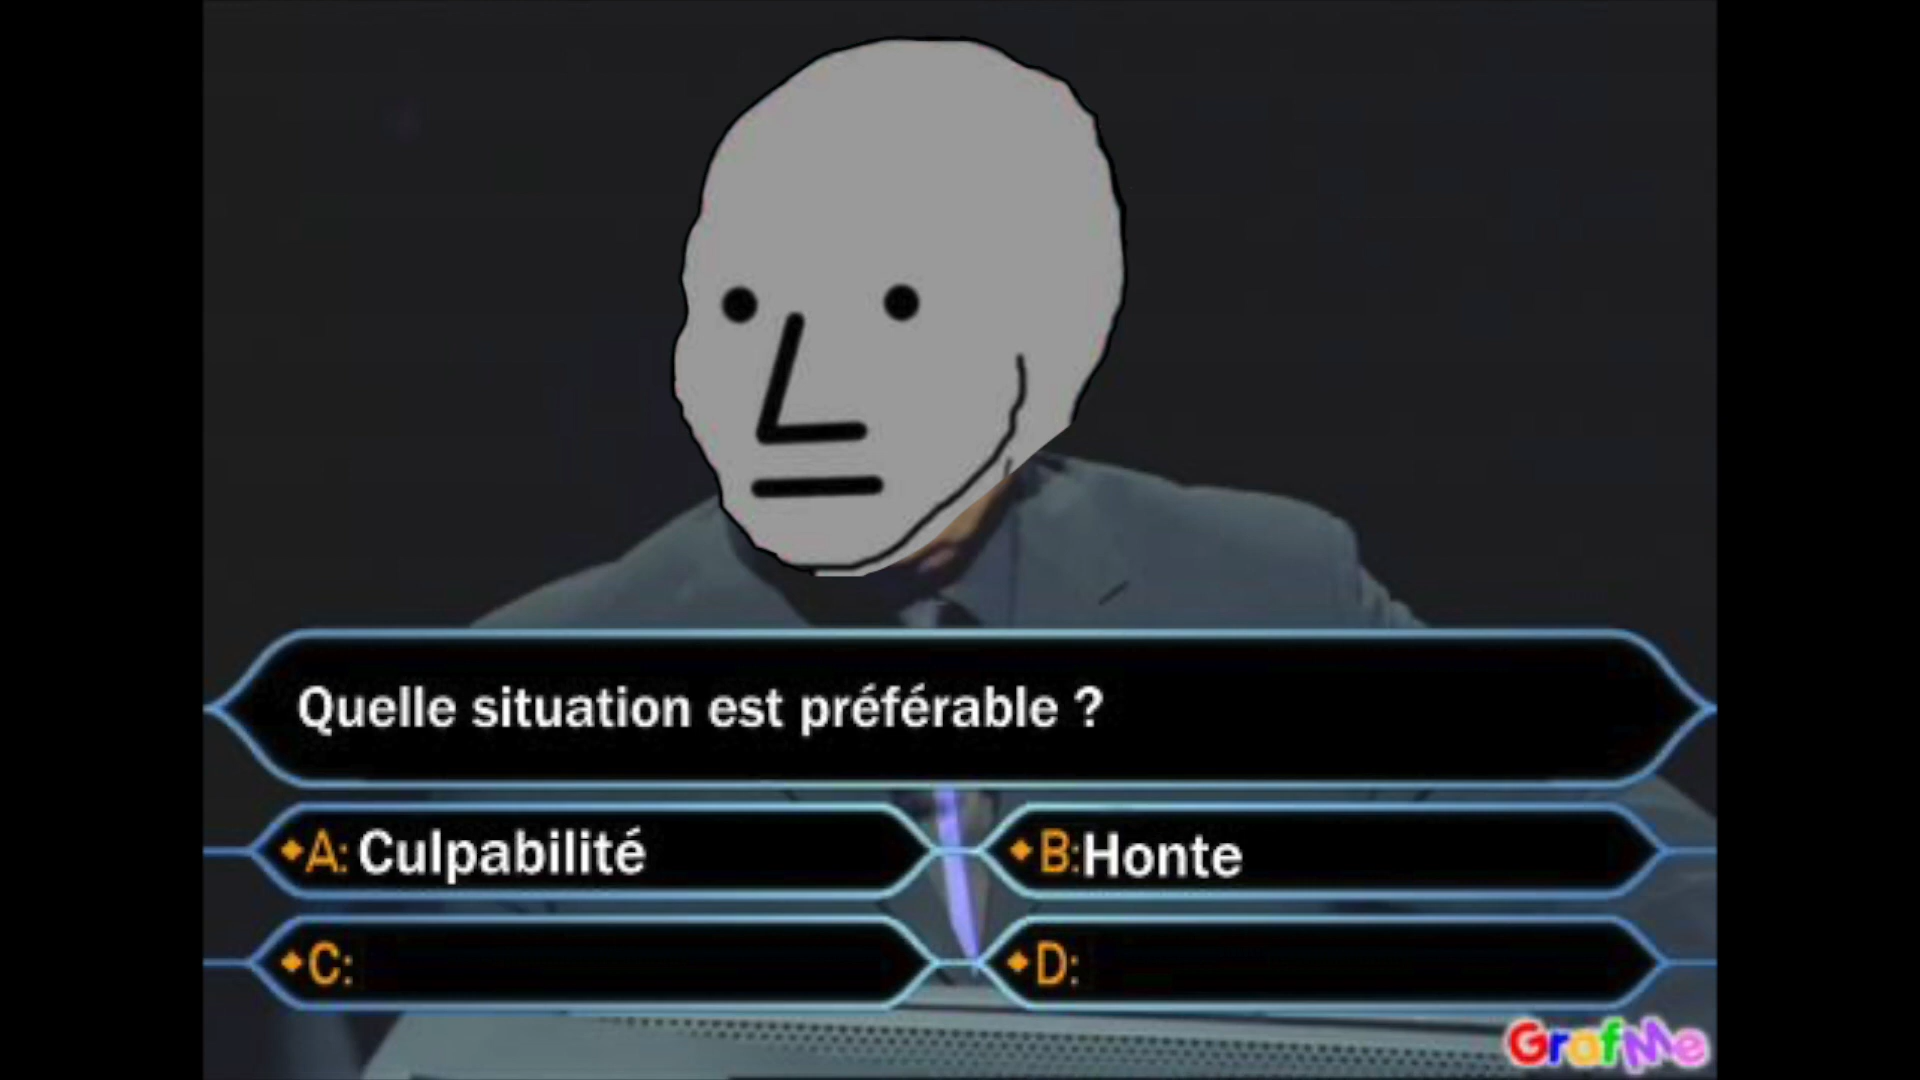 Quelle situation est préférable ?
A: Culpabilité
B: Honte
C:
D:
GrafMe